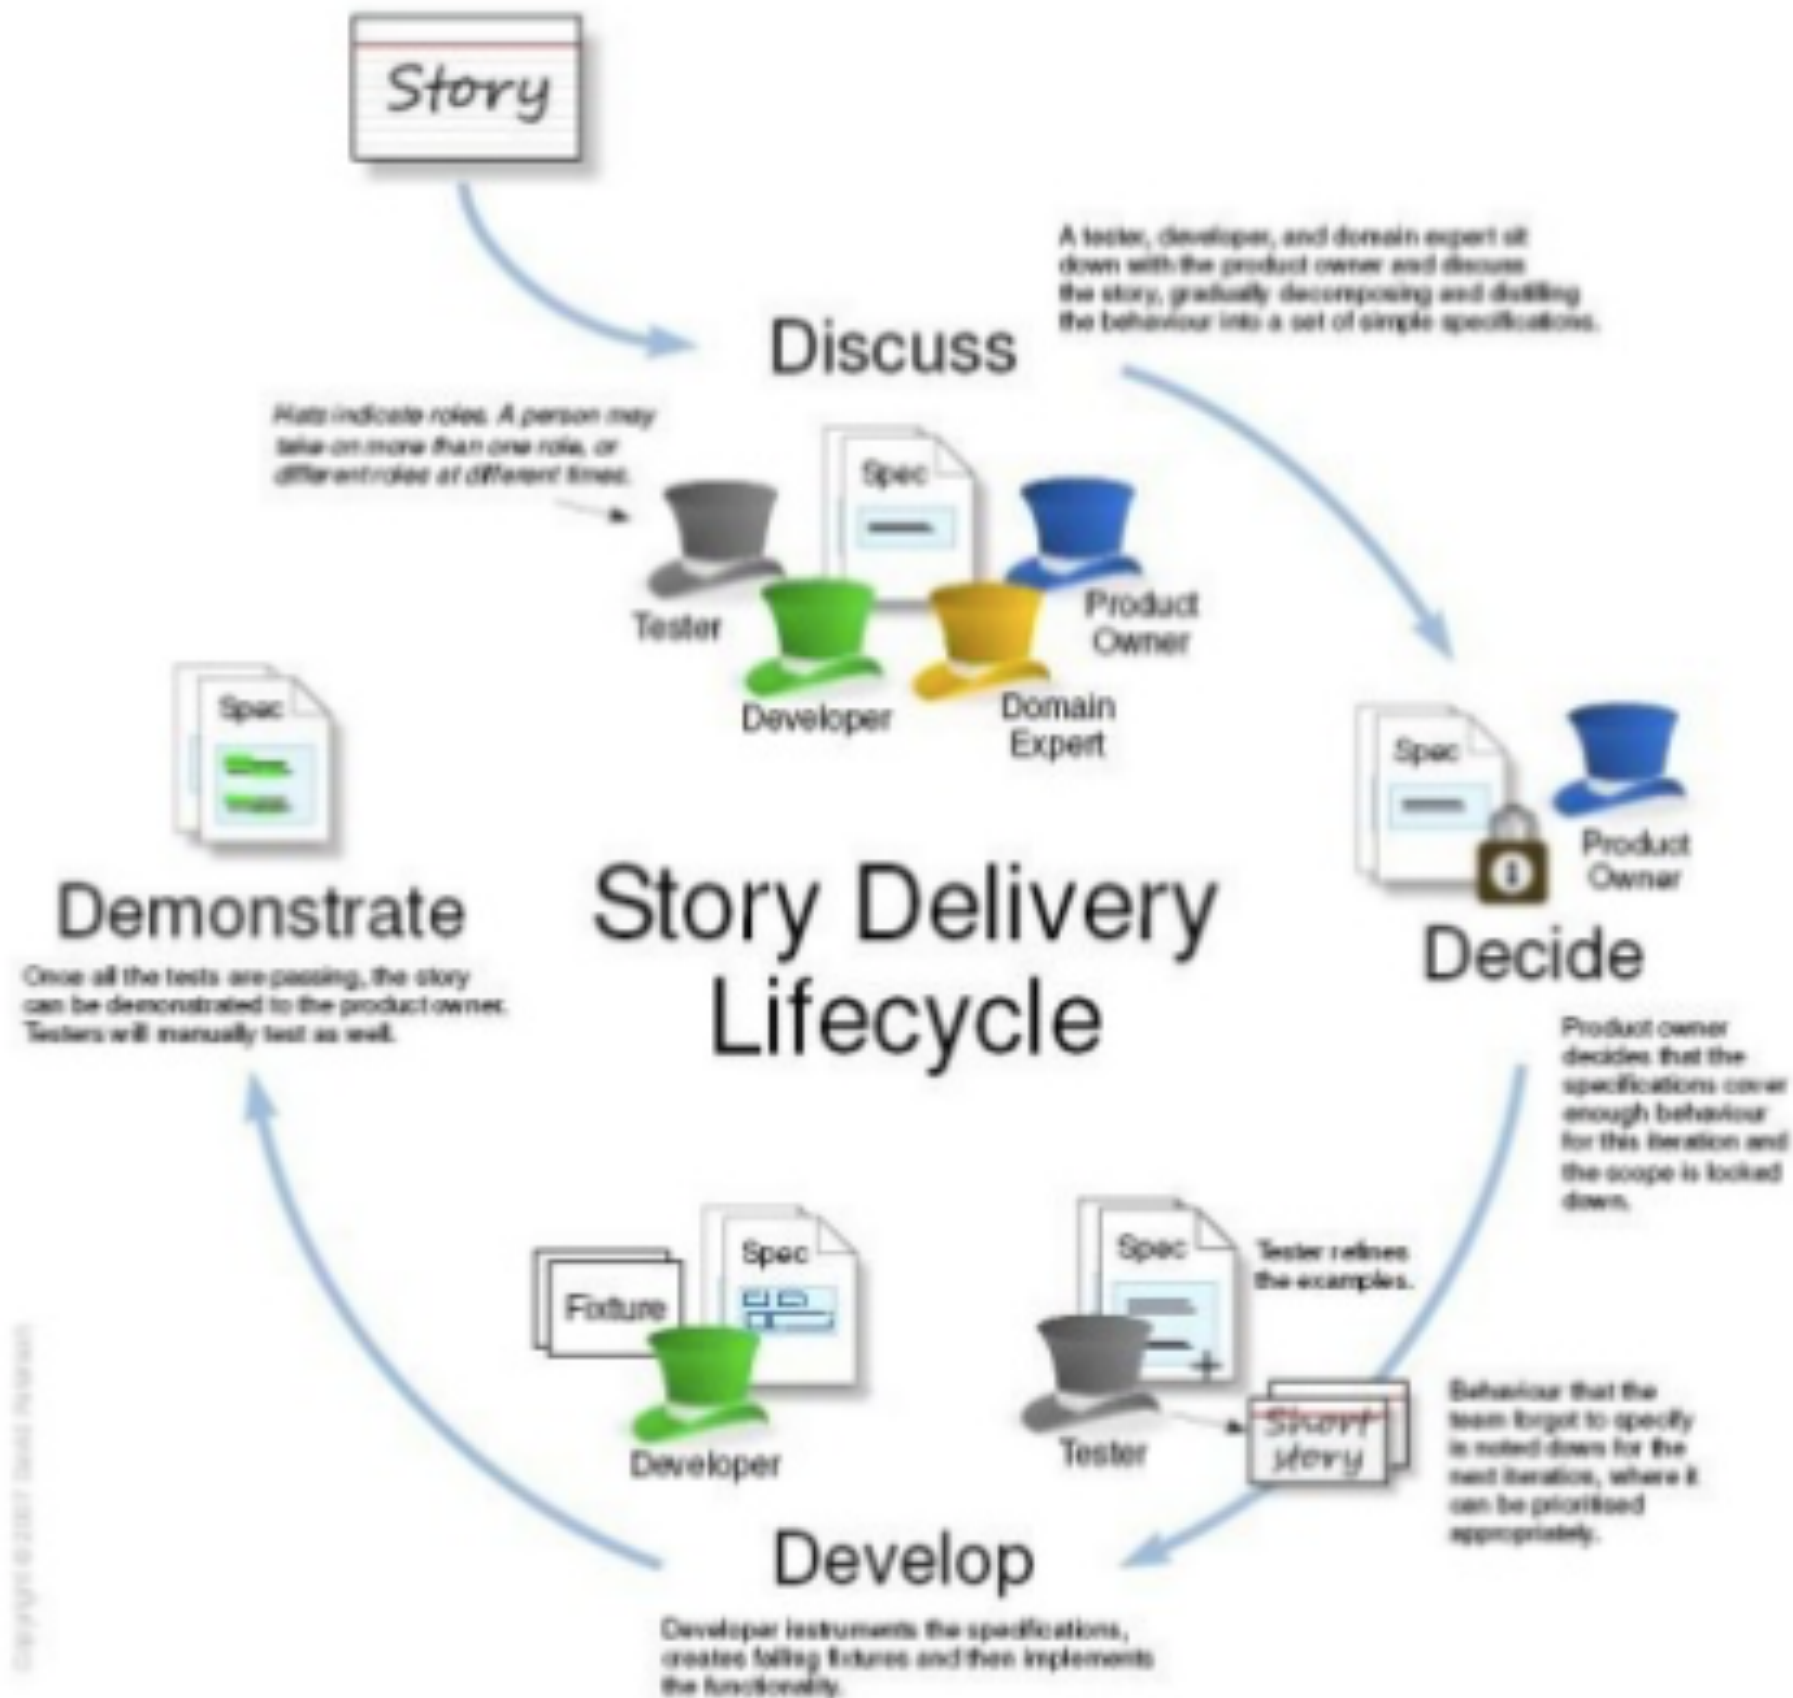 Story
A tester, developer, and domain expert sit
down with the product owner and discuss
the story, gradually decomposing and distilling
the behaviour into a set of simple specifications.
Discuss
Hats indicate roles. A person may
take on more than one role, or
different roles at different times.
Spec
Tester
Developer
Domain
Expert
Product
Owner
Spec
Product
Owner
Decide
Product owner
decides that the
specifications cover
enough behaviour
for this iteration and
the scope is locked
down.
Spec
Demonstrate
Once all the tests are passing, the story
can be demonstrated to the product owner.
Testers will manually test as well.
Story Delivery
Lifecycle
Spec
Tester refines
the examples.
Tester
Short
story
Behaviour that the
team forgot to specify
is noted down for the
next iteration, where it
can be prioritised
appropriately.
Fixture
Spec
Developer
Develop
Developer instruments the specifications,
creates failing fixtures and then implements
the functionality.
Copyright © 2007 David